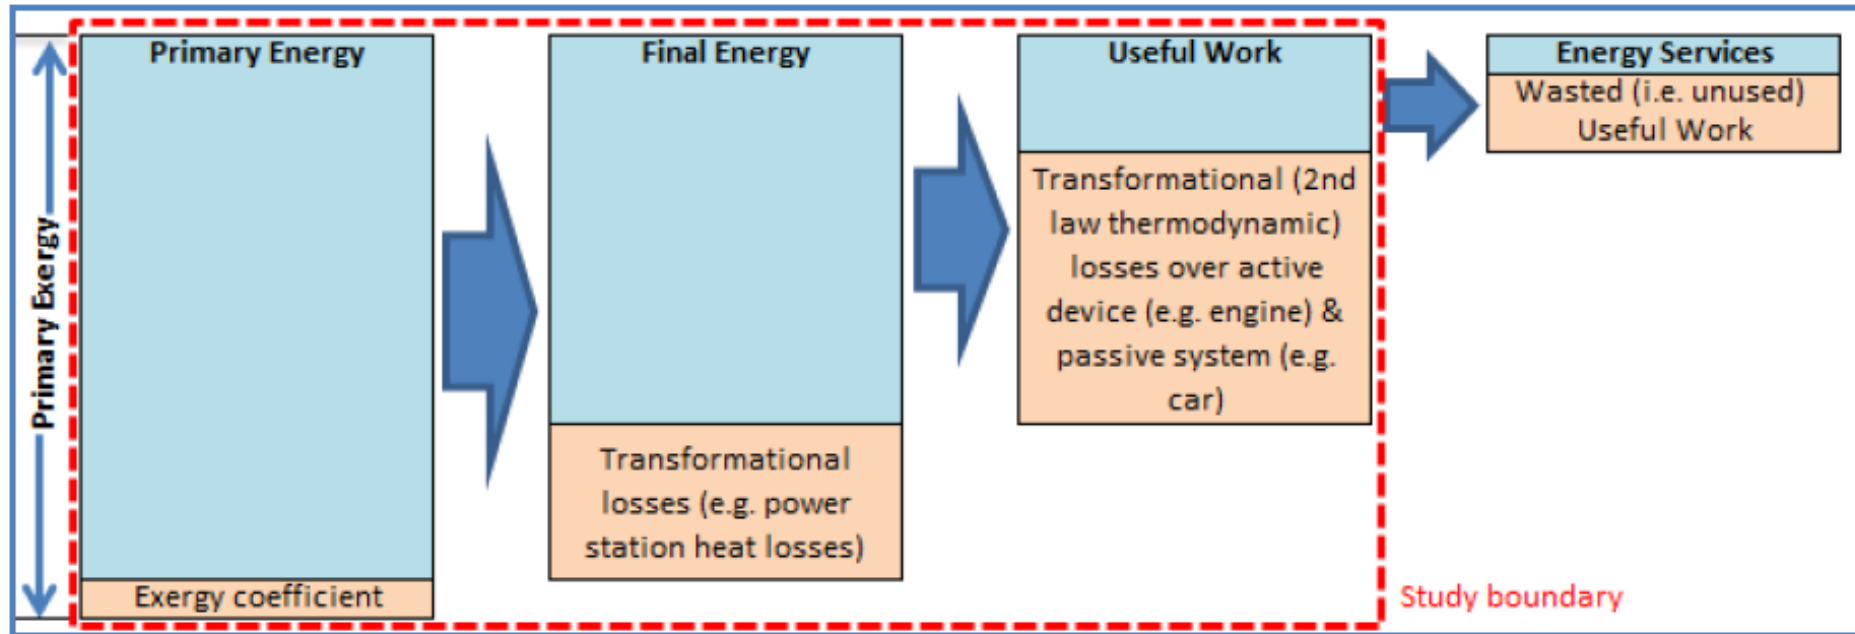 Primary Exergy
Primary Energy
Exergy coefficient
Final Energy
Transformational
losses (e.g. power
station heat losses)
Useful Work
Transformational (2nd
law thermodynamic)
losses over active
device (e.g. engine) &
passive system (e.g.
car)
Energy Services
Wasted (i.e. unused)
Useful Work
Study boundary